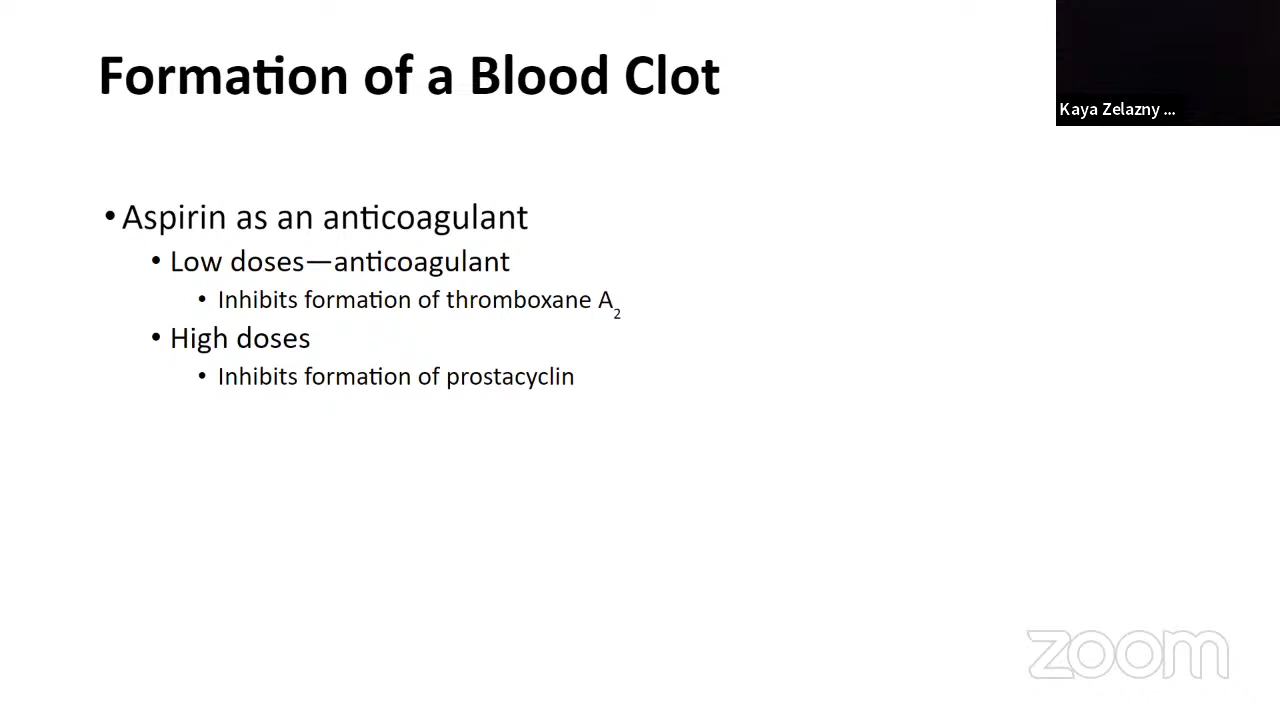 Formation of a Blood Clot
Kaya Zelazny ...
• Aspirin as an anticoagulant
• Low doses—anticoagulant
• Inhibits formation of thromboxane A₂
• High doses
• Inhibits formation of prostacyclin
zoom